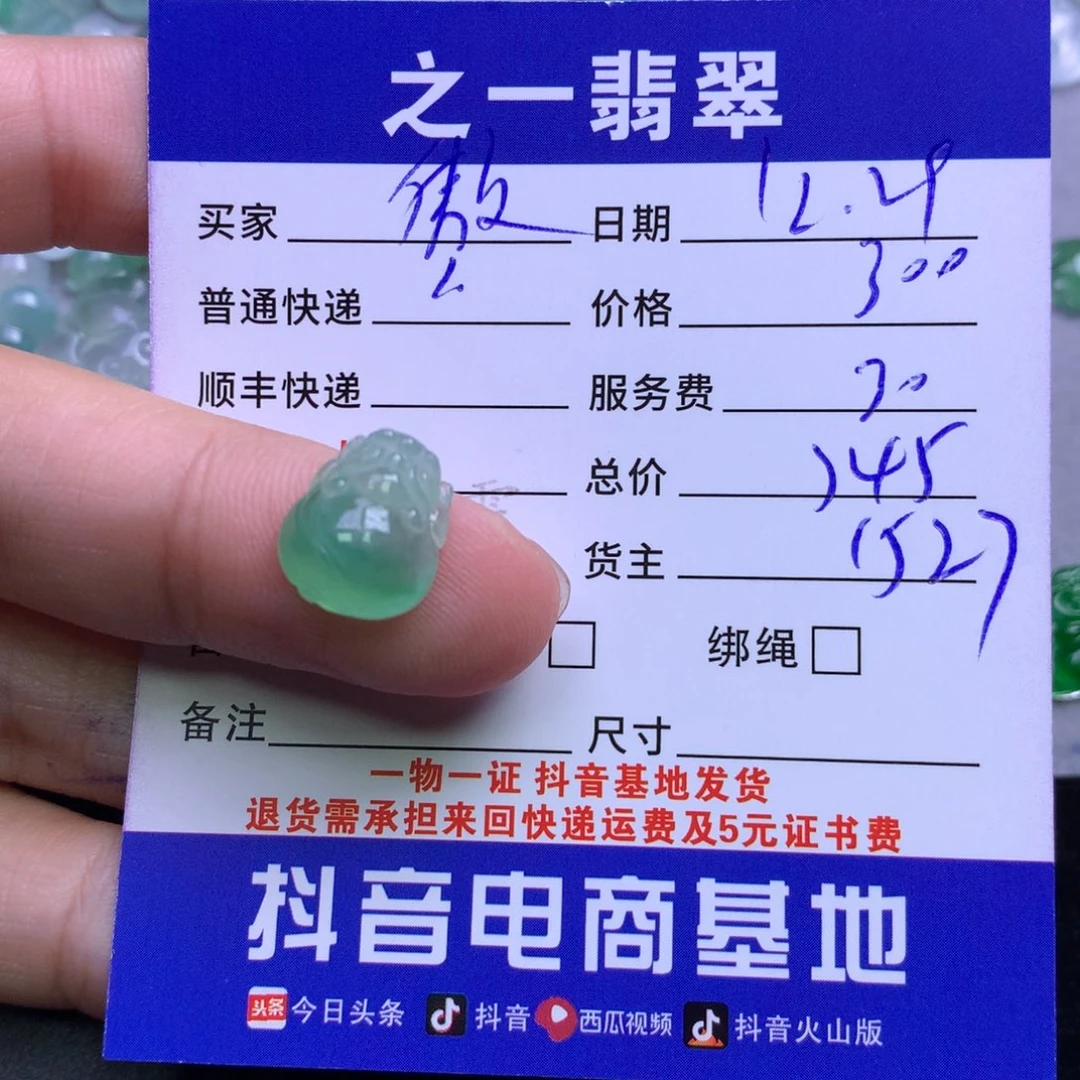 之一翡翠
买家 傲 日期 12.29
普通快递 价格 300
顺丰快递 服务费 30
总价 345
货主 1527
绑绳
备注 尺寸
一物一证 抖音基地发货
退货需承担来回快递运费及5元证书费
抖音电商基地
头条 今日头条 抖音 西瓜视频 抖音火山版